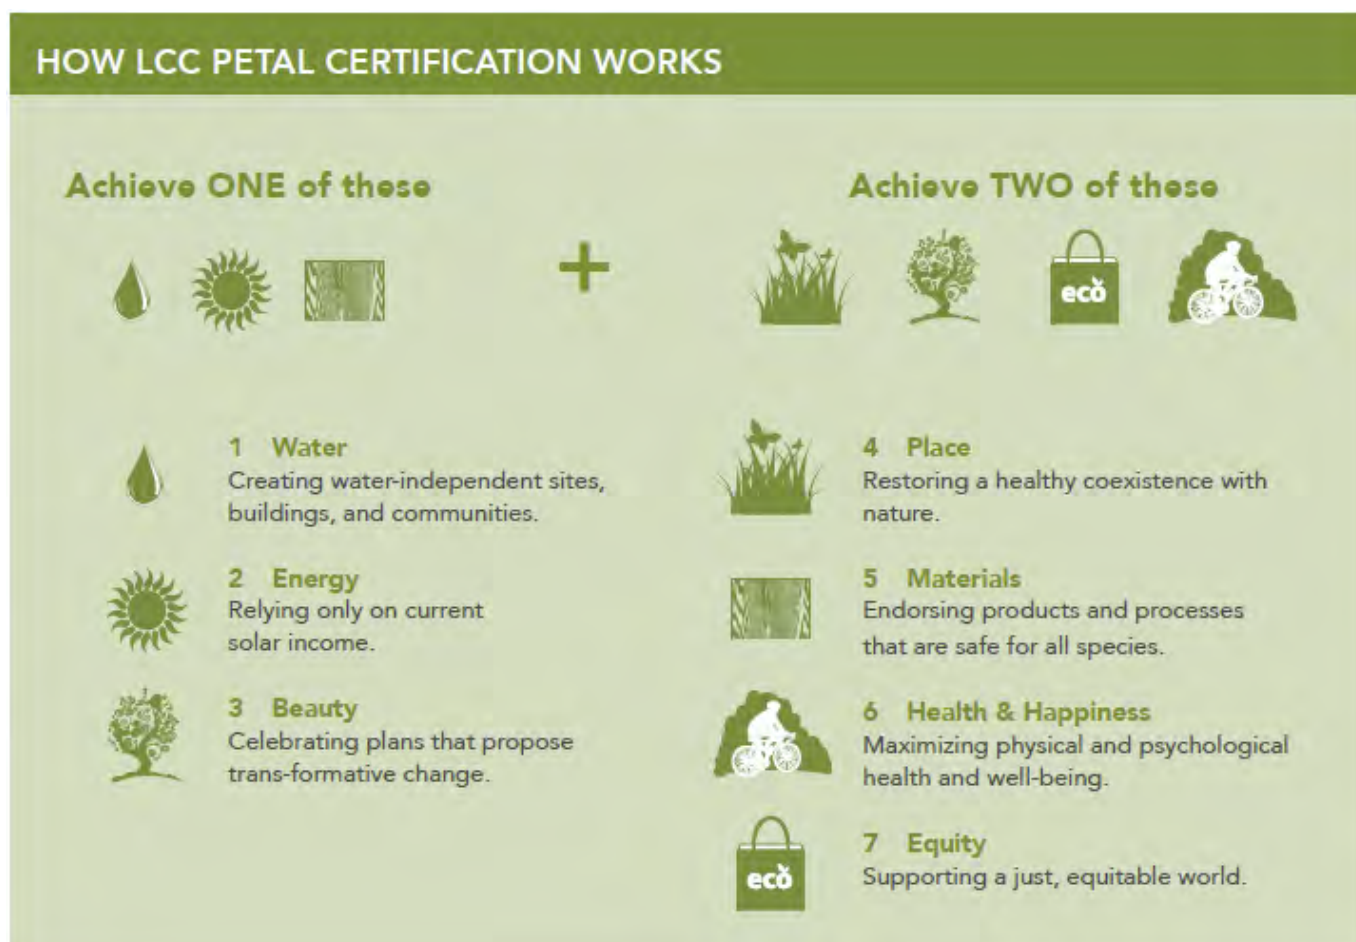 HOW LCC PETAL CERTIFICATION WORKS
Achieve ONE of these
Achieve TWO of these
+
ecò
1 Water
Creating water-independent sites,
buildings, and communities.
2 Energy
Relying only on current
solar income.
3 Beauty
Celebrating plans that propose
trans-formative change.
4 Place
Restoring a healthy coexistence with
nature.
5 Materials
Endorsing products and processes
that are safe for all species.
6 Health & Happiness
Maximizing physical and psychological
health and well-being.
7 Equity
Supporting a just, equitable world.
ecò